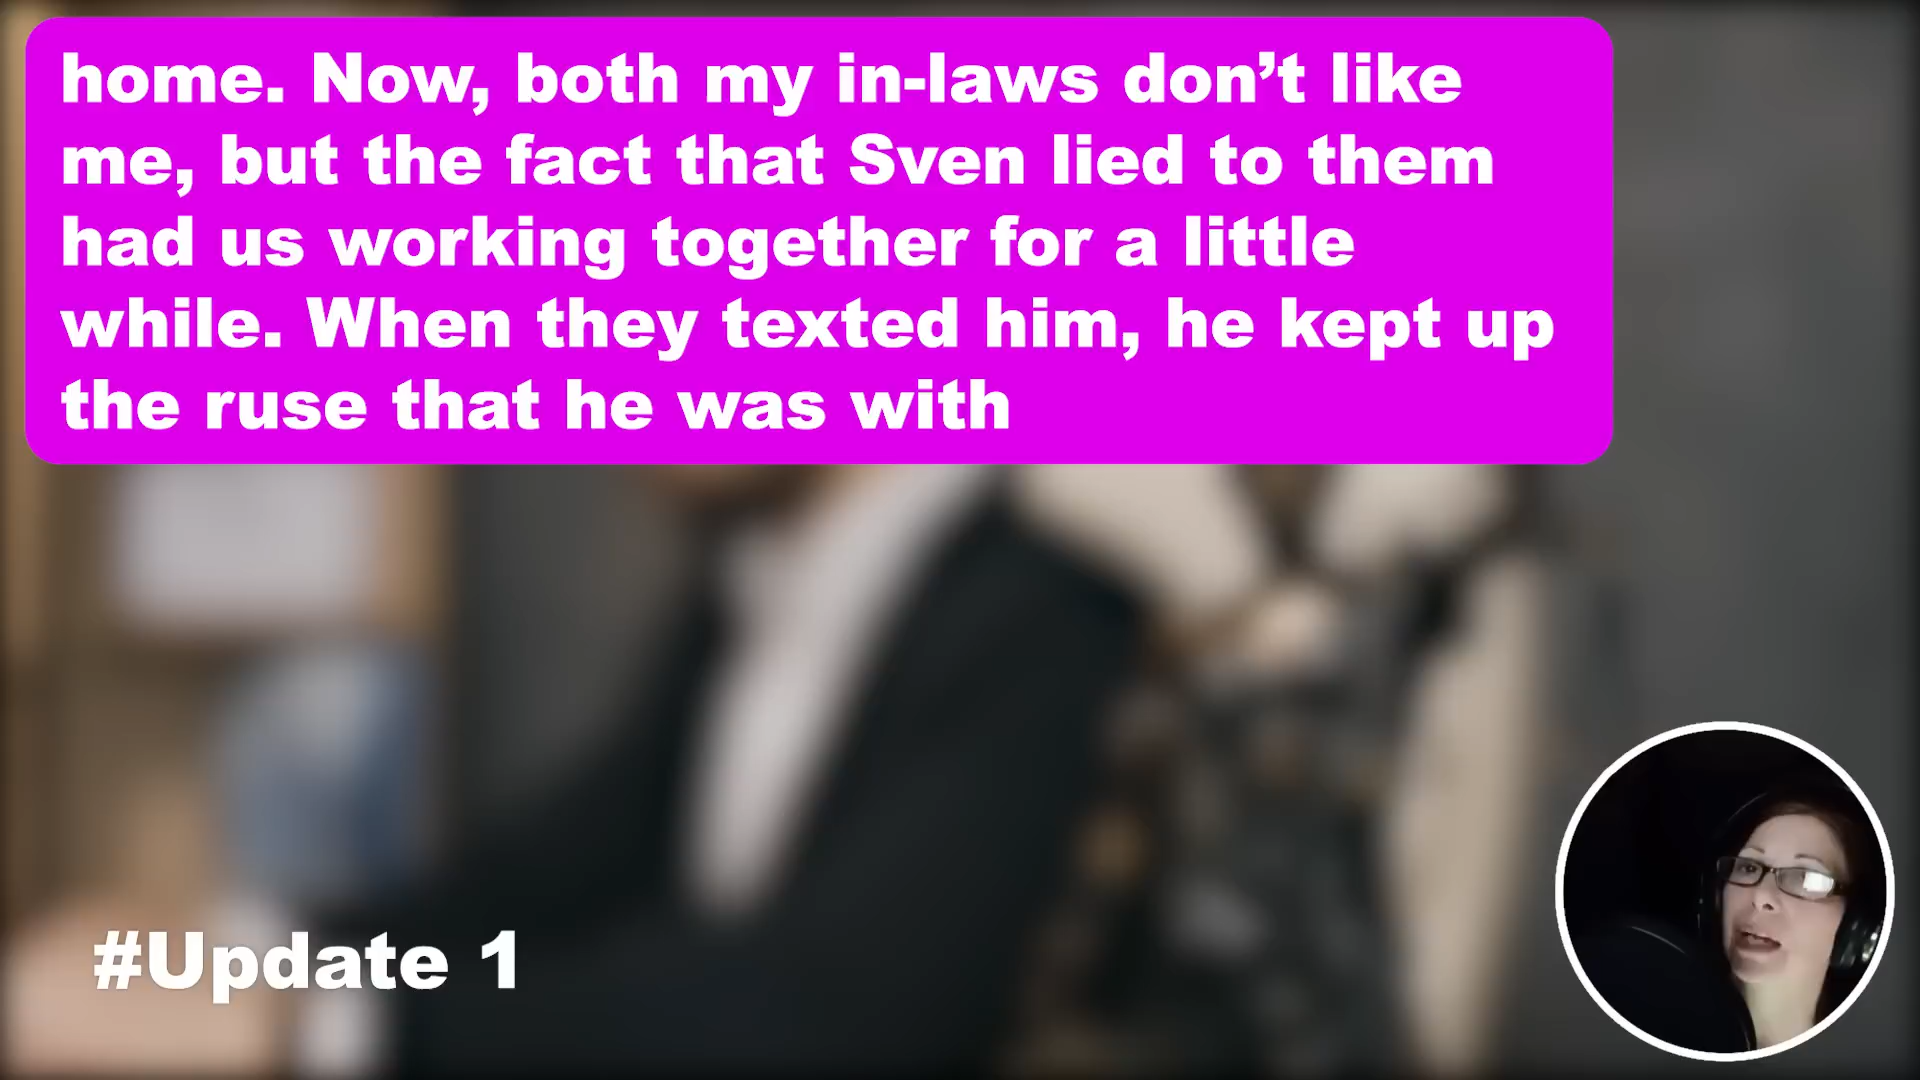 home. Now, both my in-laws don’t like
me, but the fact that Sven lied to them
had us working together for a little
while. When they texted him, he kept up
the ruse that he was with
#Update 1